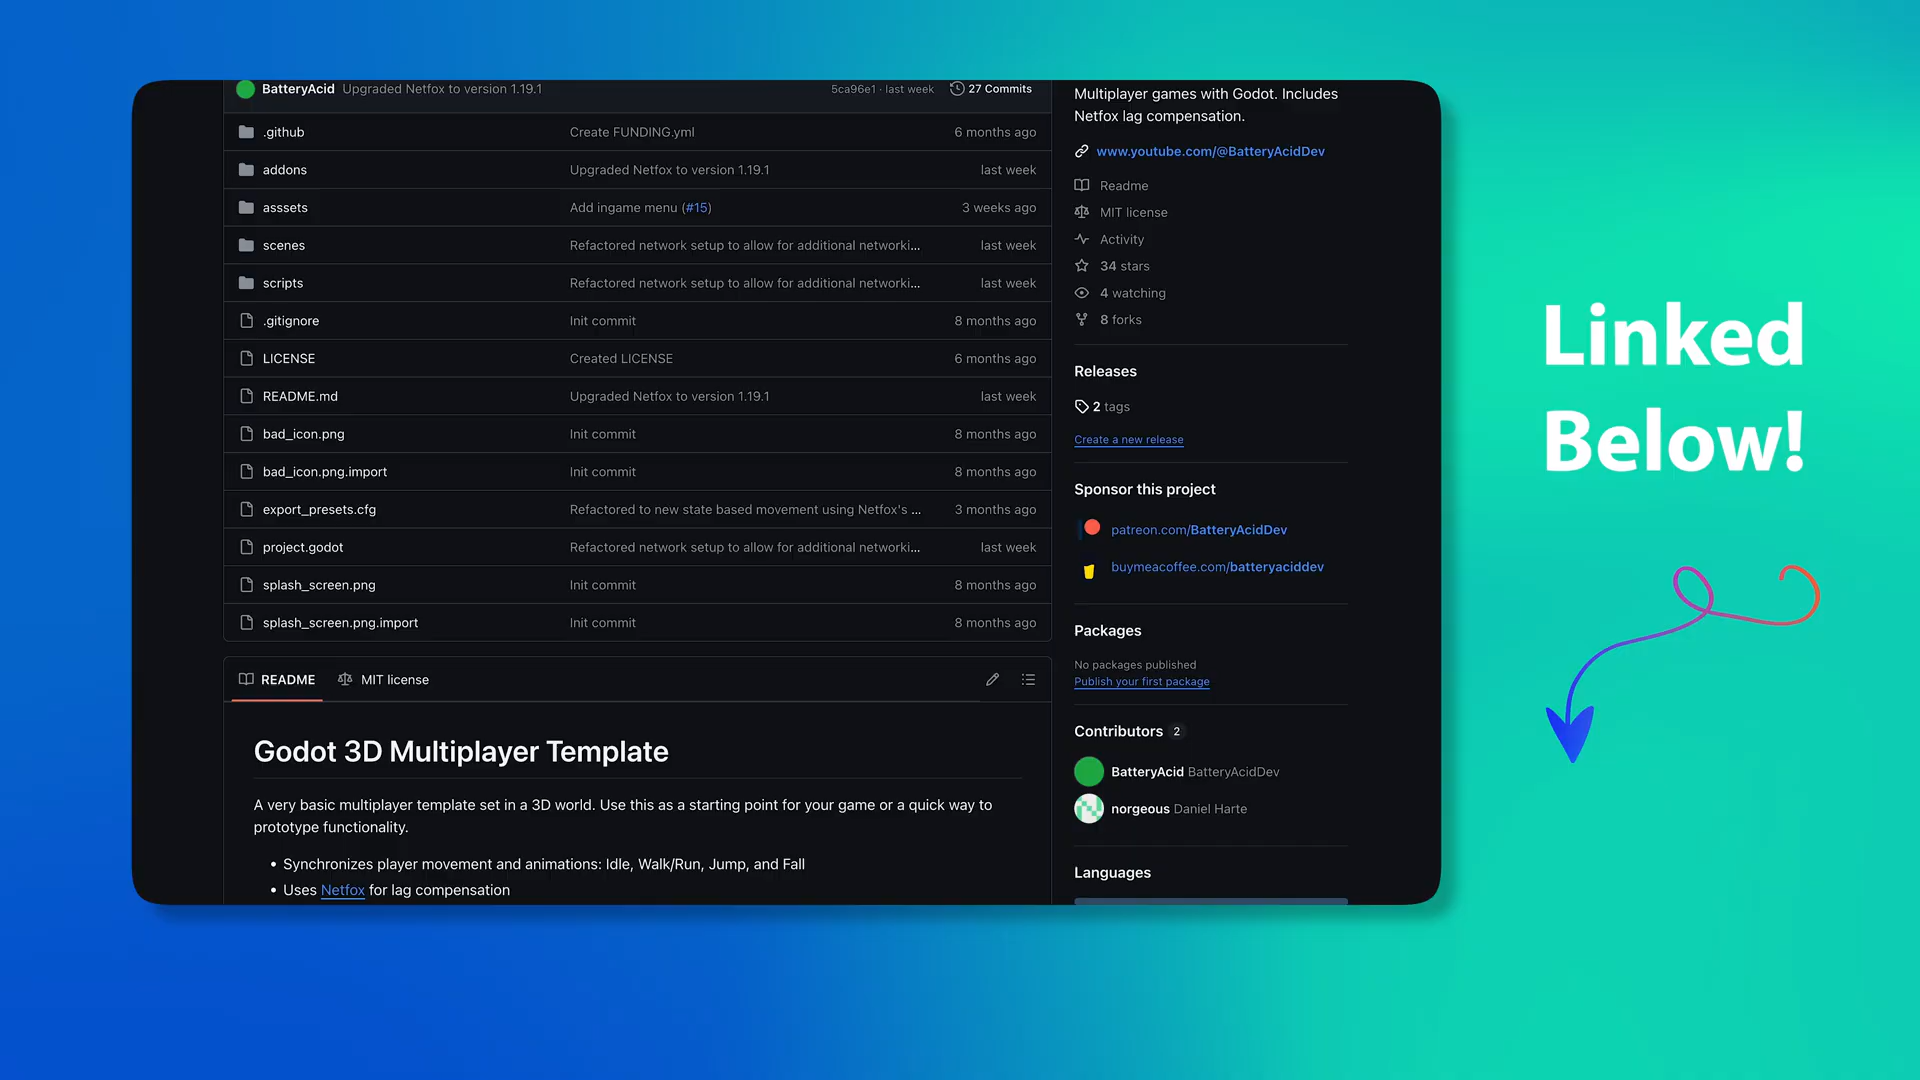 BatteryAcid Upgraded Netfox to version 1.19.1 5ca96e1 · last week 27 Commits
.github Create FUNDING.yml 6 months ago
addons Upgraded Netfox to version 1.19.1 last week
asssets Add ingame menu (#15) 3 weeks ago
scenes Refactored network setup to allow for additional networki... last week
scripts Refactored network setup to allow for additional networki... last week
.gitignore Init commit 8 months ago
LICENSE Created LICENSE 6 months ago
README.md Upgraded Netfox to version 1.19.1 last week
bad_icon.png Init commit 8 months ago
bad_icon.png.import Init commit 8 months ago
export_presets.cfg Refactored to new state based movement using Netfox's ... 3 months ago
project.godot Refactored network setup to allow for additional networki... last week
splash_screen.png Init commit 8 months ago
splash_screen.png.import Init commit 8 months ago
README MIT license
Godot 3D Multiplayer Template
A very basic multiplayer template set in a 3D world. Use this as a starting point for your game or a quick way to
prototype functionality.
• Synchronizes player movement and animations: Idle, Walk/Run, Jump, and Fall
• Uses Netfox for lag compensation
Multiplayer games with Godot. Includes
Netfox lag compensation.
www.youtube.com/@BatteryAcidDev
Readme
MIT license
Activity
34 stars
4 watching
8 forks
Releases
2 tags
Create a new release
Sponsor this project
patreon.com/BatteryAcidDev
buymeacoffee.com/batteryaciddev
Packages
No packages published
Publish your first package
Contributors 2
BatteryAcid BatteryAcidDev
norgeous Daniel Harte
Languages
Linked
Below!